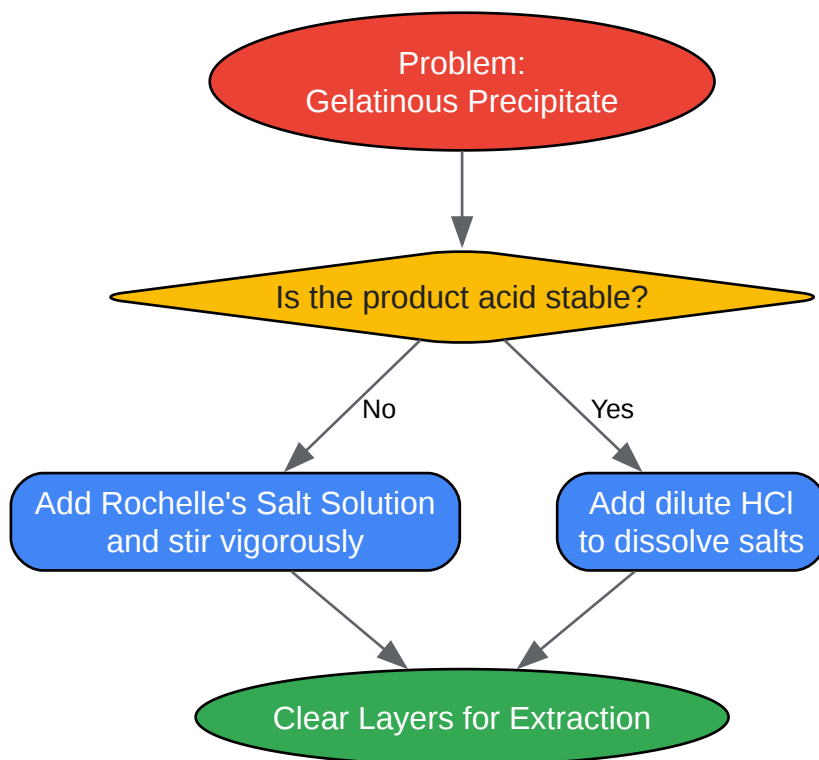 Problem:
Gelatinous Precipitate
Is the product acid stable?
No
Yes
Add Rochelle's Salt Solution
and stir vigorously
Add dilute HCl
to dissolve salts
Clear Layers for Extraction